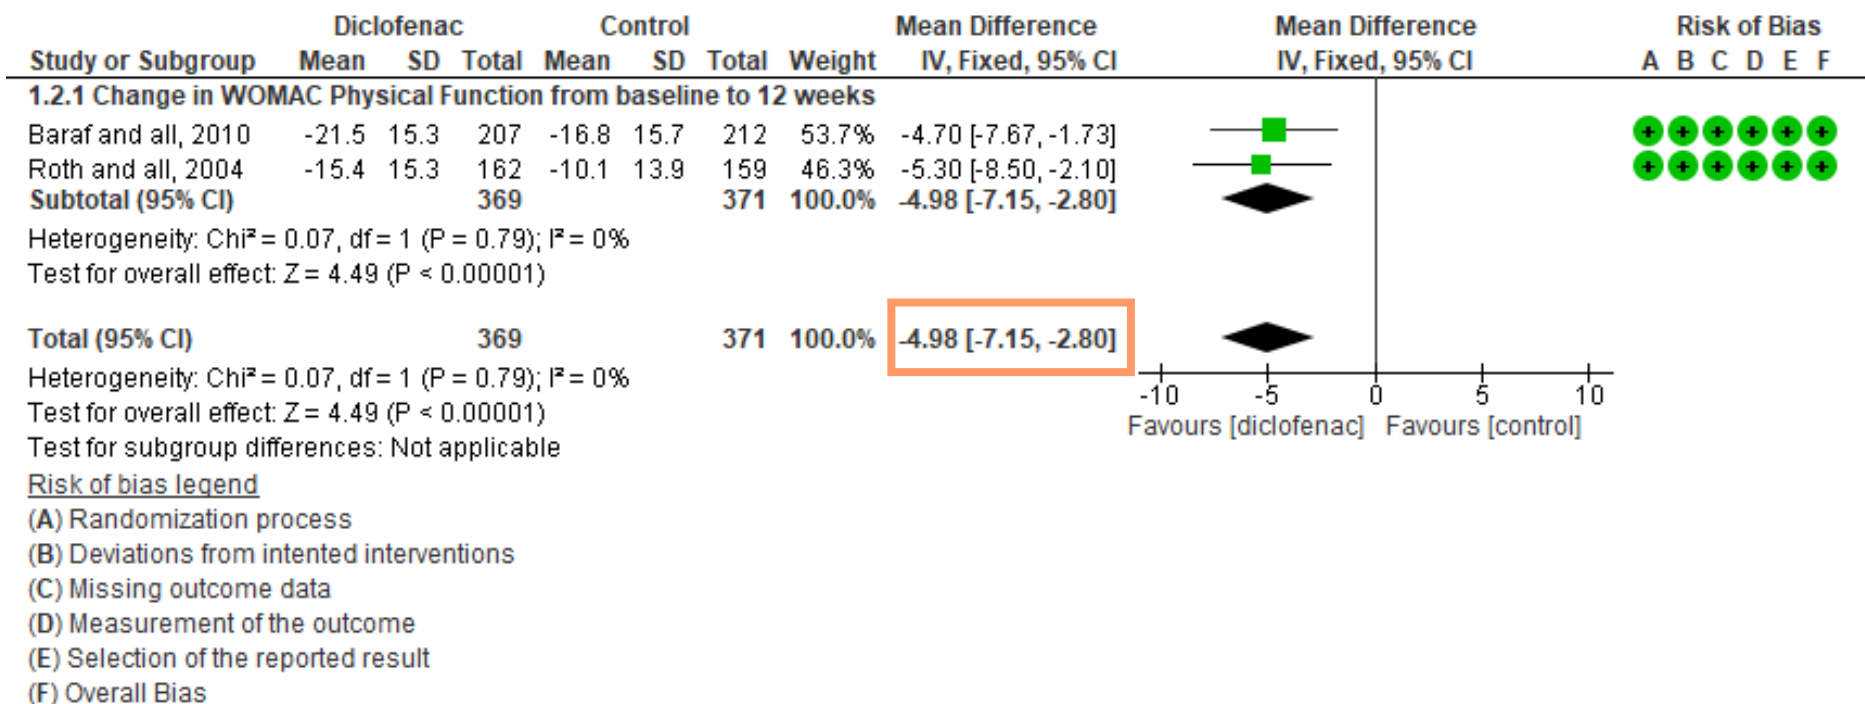 Diclofenac Control Mean Difference Mean Difference Risk of Bias
Study or Subgroup Mean SD Total Mean SD Total Weight IV, Fixed, 95% CI IV, Fixed, 95% CI A B C D E F
1.2.1 Change in WOMAC Physical Function from baseline to 12 weeks
Baraf and all, 2010 -21.5 15.3 207 -16.8 15.7 212 53.7% -4.70 [-7.67, -1.73] + + + + + +
Roth and all, 2004 -15.4 15.3 162 -10.1 13.9 159 46.3% -5.30 [-8.50, -2.10] + + + + + +
Subtotal (95% CI) 369 371 100.0% -4.98 [-7.15, -2.80]
Heterogeneity: Chi² = 0.07, df = 1 (P = 0.79); I² = 0%
Test for overall effect: Z = 4.49 (P < 0.00001)
Total (95% CI) 369 371 100.0% -4.98 [-7.15, -2.80]
Heterogeneity: Chi² = 0.07, df = 1 (P = 0.79); I² = 0%
-10 -5 0 5 10
Test for overall effect: Z = 4.49 (P < 0.00001)
Favours [diclofenac] Favours [control]
Test for subgroup differences: Not applicable
Risk of bias legend
(A) Randomization process
(B) Deviations from intented interventions
(C) Missing outcome data
(D) Measurement of the outcome
(E) Selection of the reported result
(F) Overall Bias